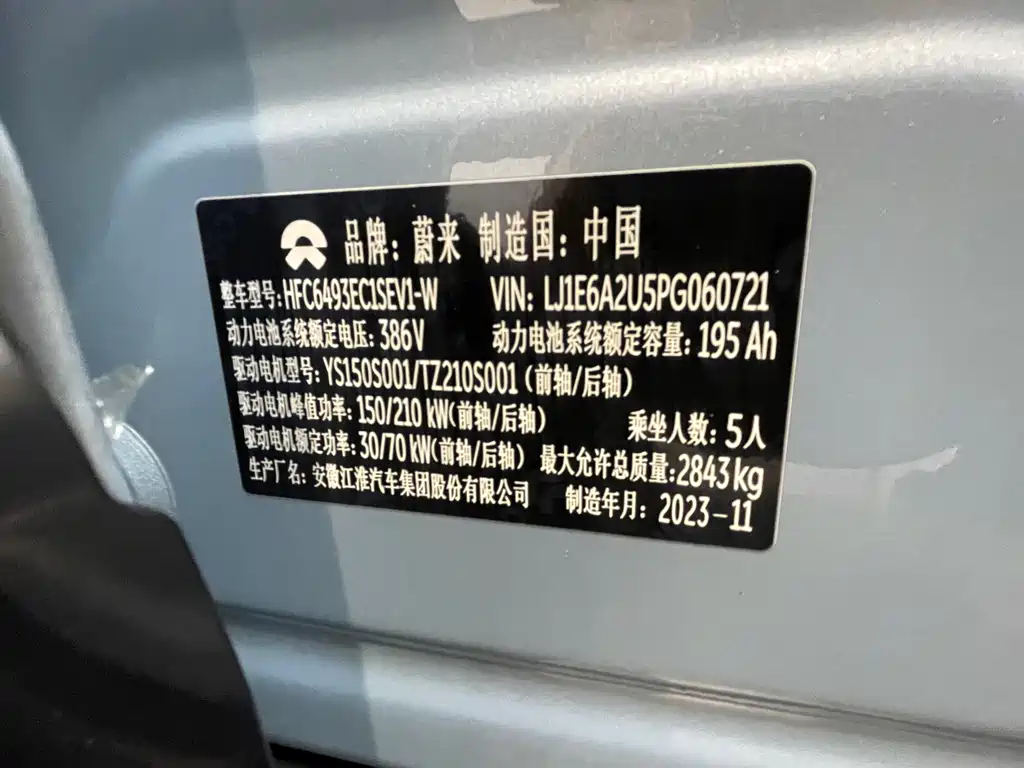 品牌：蔚来 制造国：中国
整车型号：HFC6493EC1SEV1-W VIN：LJ1E6A2U5PG060721
动力电池系统额定电压：386V 动力电池系统额定容量：195 Ah
驱动电机型号：YS150S001/TZ210S001（前轴/后轴）
驱动电机峰值功率：150/210 kW(前轴/后轴) 乘坐人数：5人
驱动电机额定功率：30/70 kW(前轴/后轴) 最大允许总质量：2843kg
生产厂名：安徽江淮汽车集团股份有限公司 制造年月：2023-11